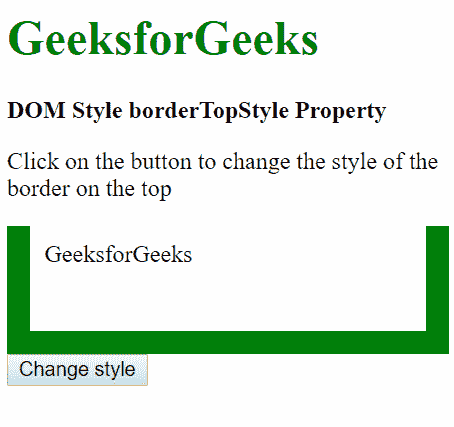 GeeksforGeeks
DOM Style borderTopStyle Property
Click on the button to change the style of the
border on the top
GeeksforGeeks
Change style